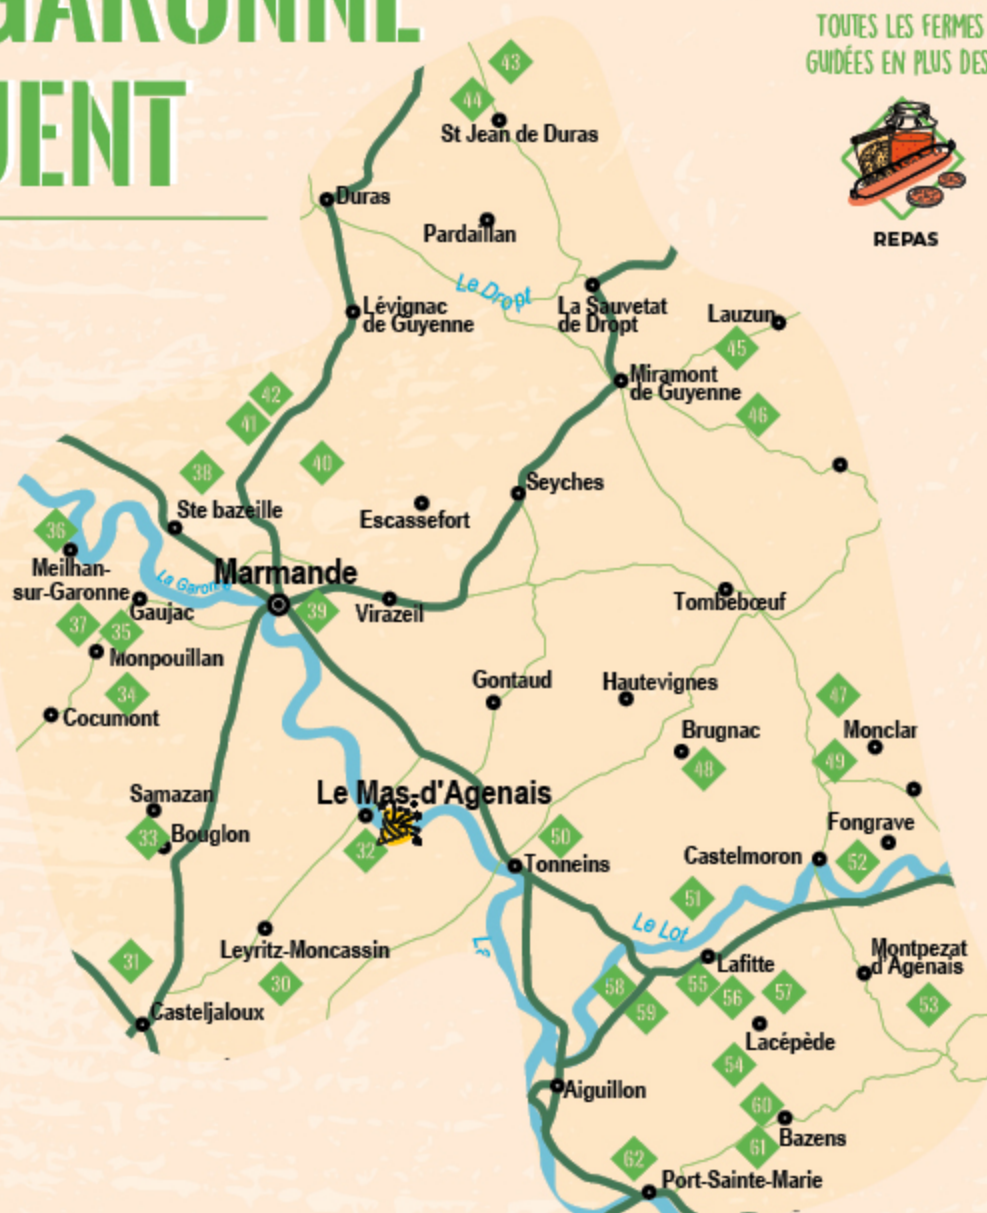 GARONNE
UENT
TOUTES LES FERMES
GUIDÉES EN PLUS DES
REPAS
43
44
St Jean de Duras
Duras
Pardaillan
Le Dropt
Lévignac
de Guyenne
La Sauvetat
de Dropt
Lauzun
45
Miramont
de Guyenne
42
41
46
40
38
Seyches
Ste bazeille
Escassefort
36
Meilhan-
sur-Garonne
La Garonne
Marmande
39
Virazeil
Tombebœuf
Gaujac
37
35
Monpouillan
34
Cocumont
Gontaud
Hautevignes
47
Brugnac
48
Monclar
49
Samazan
33
Bouglon
Le Mas-d'Agenais
32
50
Tonneins
Fongrave
Castelmoron
52
51
Le Lot
Leyritz-Moncassin
La
31
30
Casteljaloux
Lafitte
Montpezat
d'Agenais
58
59
55
56
57
53
Lacépède
54
Aiguillon
60
Bazens
61
62
Port-Sainte-Marie